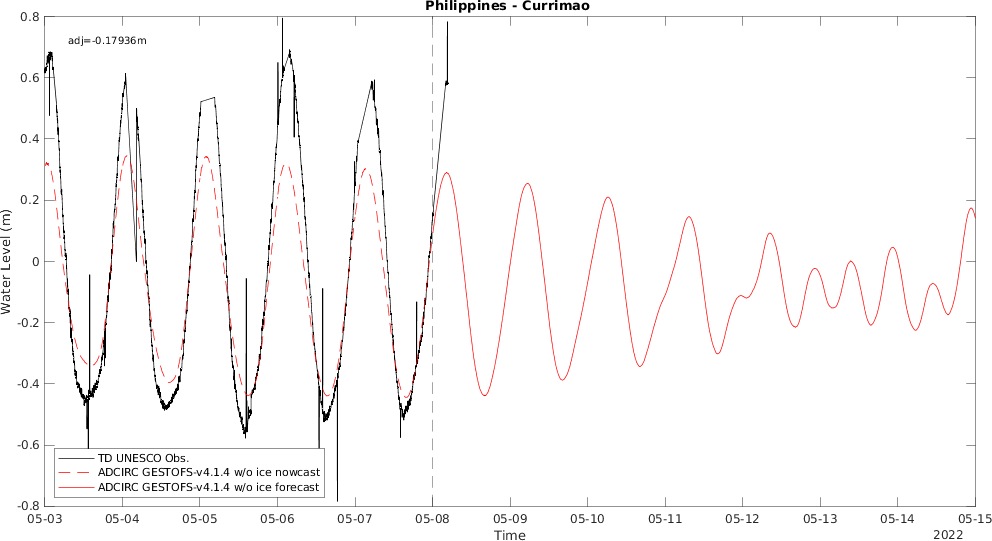 Philippines - Currimao
0.8
adj=-0.17936m
0.6
0.4
0.2
0
-0.2
-0.4
-0.6
-0.8
Water Level (m)
TD UNESCO Obs.
ADCIRC GESTOFS-v4.1.4 w/o ice nowcast
ADCIRC GESTOFS-v4.1.4 w/o ice forecast
05-03 05-04 05-05 05-06 05-07 05-08 05-09 05-10 05-11 05-12 05-13 05-14 05-15
Time
2022